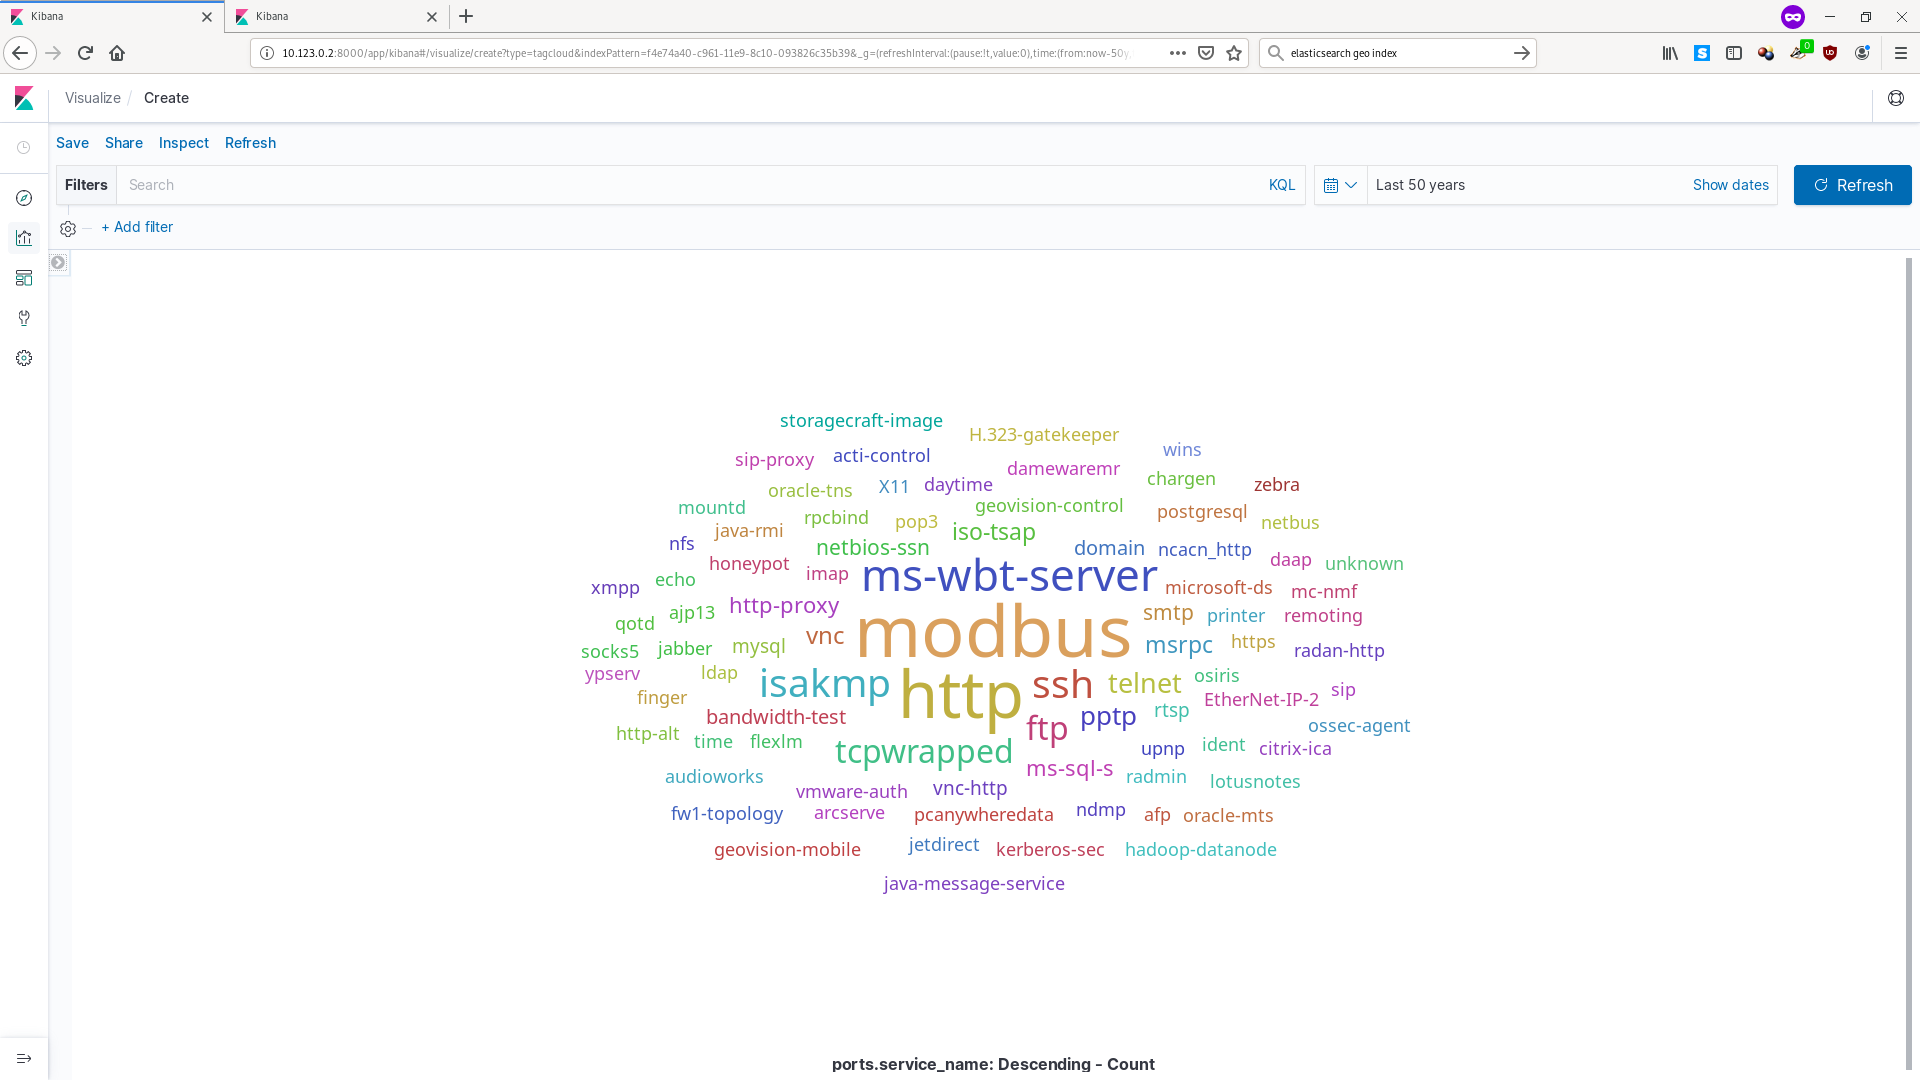 Kibana
Kibana
10.123.0.2:8000/app/kibana#/visualize/create?type=tagcloud&indexPattern=f4e74a40-c961-11e9-8c10-093826c35b39&_g=(refreshInterval:(pause:!t,value:0),time:(from:now-50y,
elasticsearch geo index
0
Visualize / Create
Save Share Inspect Refresh
Filters Search KQL Last 50 years Show dates Refresh
+ Add filter
storagecraft-image
H.323-gatekeeper
wins
sip-proxy acti-control
damewaremr
chargen
oracle-tns X11 daytime zebra
mountd geovision-control
rpcbind pop3 postgresql netbus
java-rmi iso-tsap
nfs netbios-ssn domain ncacn_http
honeypot imap ms-wbt-server daap unknown
xmpp echo microsoft-ds mc-nmf
ajp13 http-proxy smtp printer remoting
qotd vnc modbus msrpc https
socks5 jabber mysql radan-http
ypserv ldap isakmp http ssh telnet osiris
finger EtherNet-IP-2 sip
bandwidth-test ftp pptp rtsp
http-alt time flexlm tcpwrapped upnp ident citrix-ica ossec-agent
audioworks ms-sql-s radmin lotusnotes
vmware-auth vnc-http
fw1-topology arcserve pcanywheredata ndmp afp oracle-mts
geovision-mobile jetdirect kerberos-sec hadoop-datanode
java-message-service
ports.service_name: Descending - Count